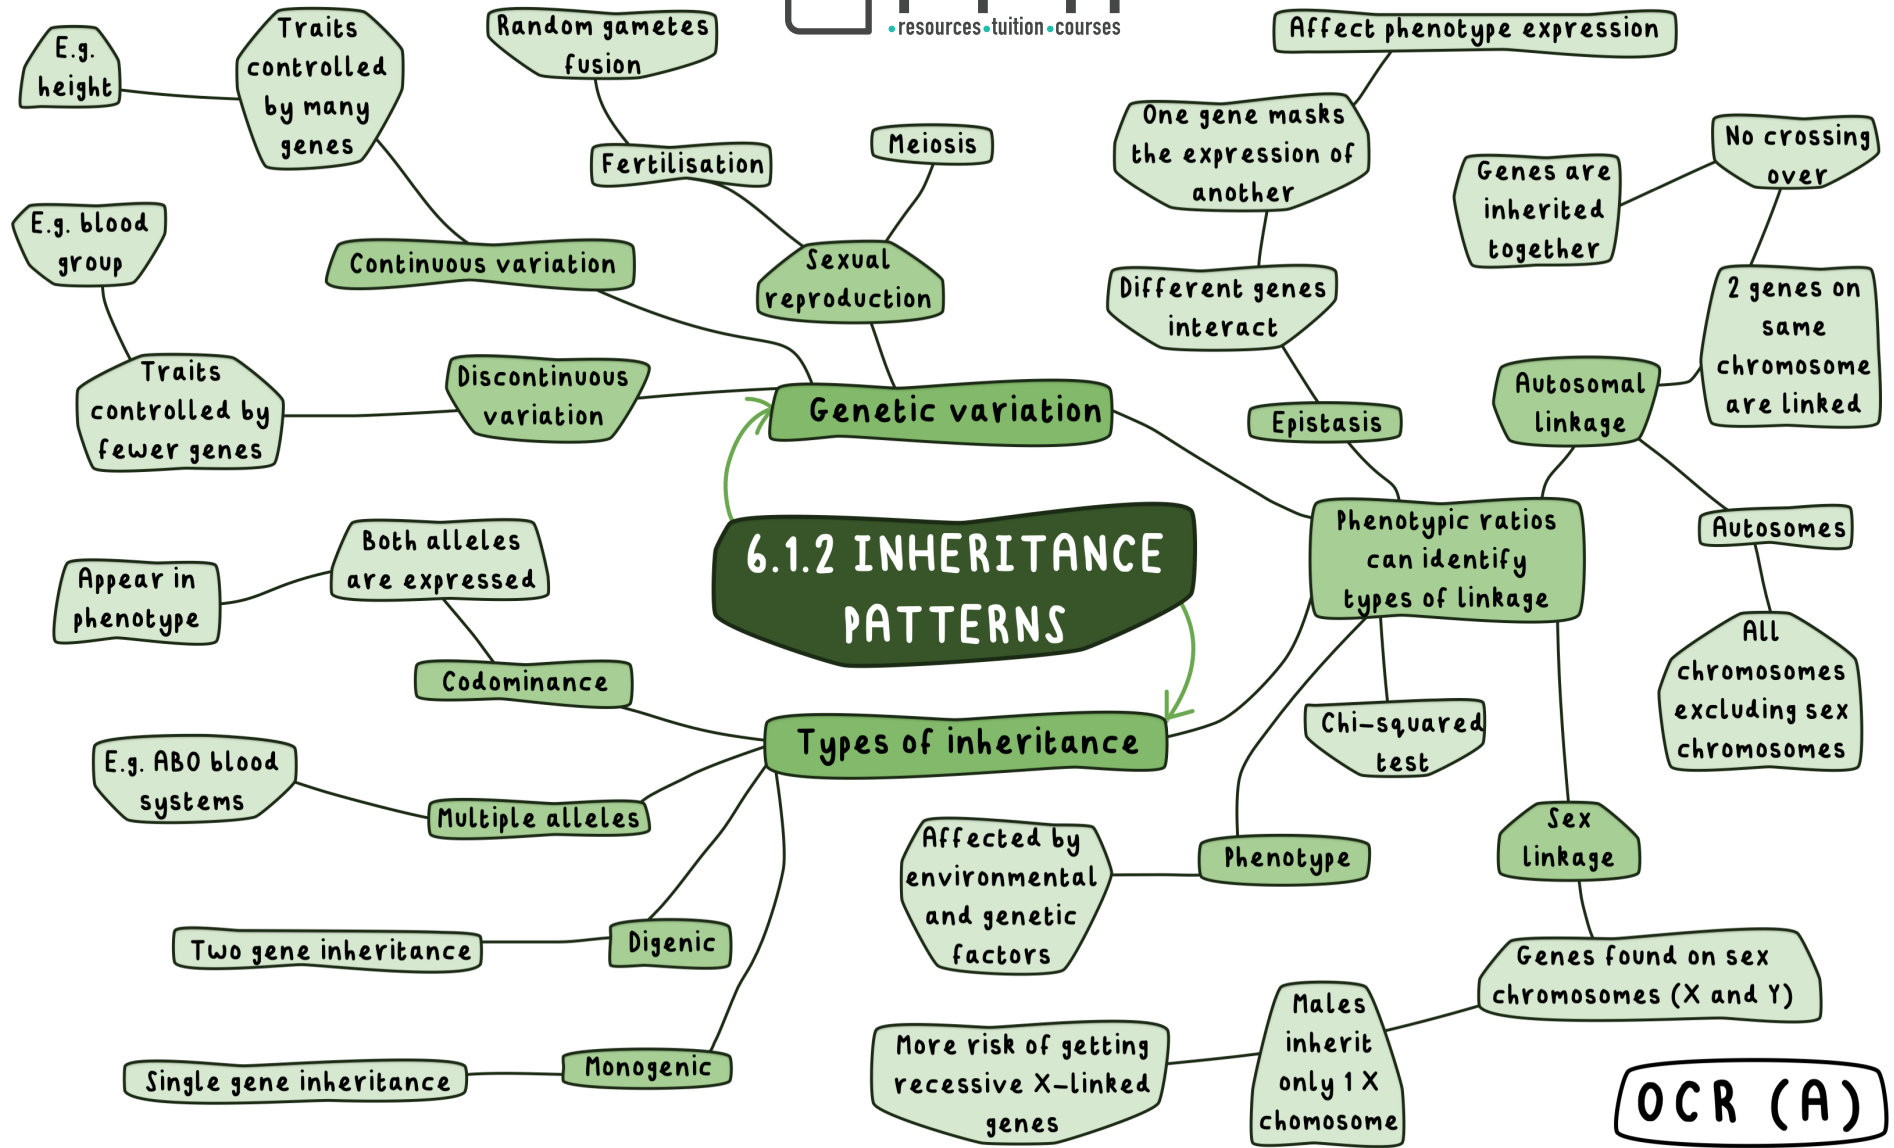 resources•tuition•courses
E.g.
height
Traits
controlled
by many
genes
Random gametes
fusion
Fertilisation
Meiosis
Affect phenotype expression
One gene masks
the expression of
another
No crossing
over
Genes are
inherited
together
E.g. blood
group
Continuous variation
Sexual
reproduction
Different genes
interact
2 genes on
same
chromosome
are linked
Traits
controlled by
fewer genes
Discontinuous
variation
Genetic variation
Epistasis
Autosomal
linkage
6.1.2 INHERITANCE
PATTERNS
Phenotypic ratios
can identify
types of linkage
Autosomes
Both alleles
are expressed
Appear in
phenotype
Codominance
All
chromosomes
excluding sex
chromosomes
Types of inheritance
Chi-squared
test
E.g. ABO blood
systems
Multiple alleles
Affected by
environmental
and genetic
factors
Phenotype
Sex
linkage
Two gene inheritance
Digenic
Genes found on sex
chromosomes (X and Y)
Males
inherit
only 1 X
chomosome
More risk of getting
recessive X-linked
genes
Single gene inheritance
Monogenic
OCR (A)